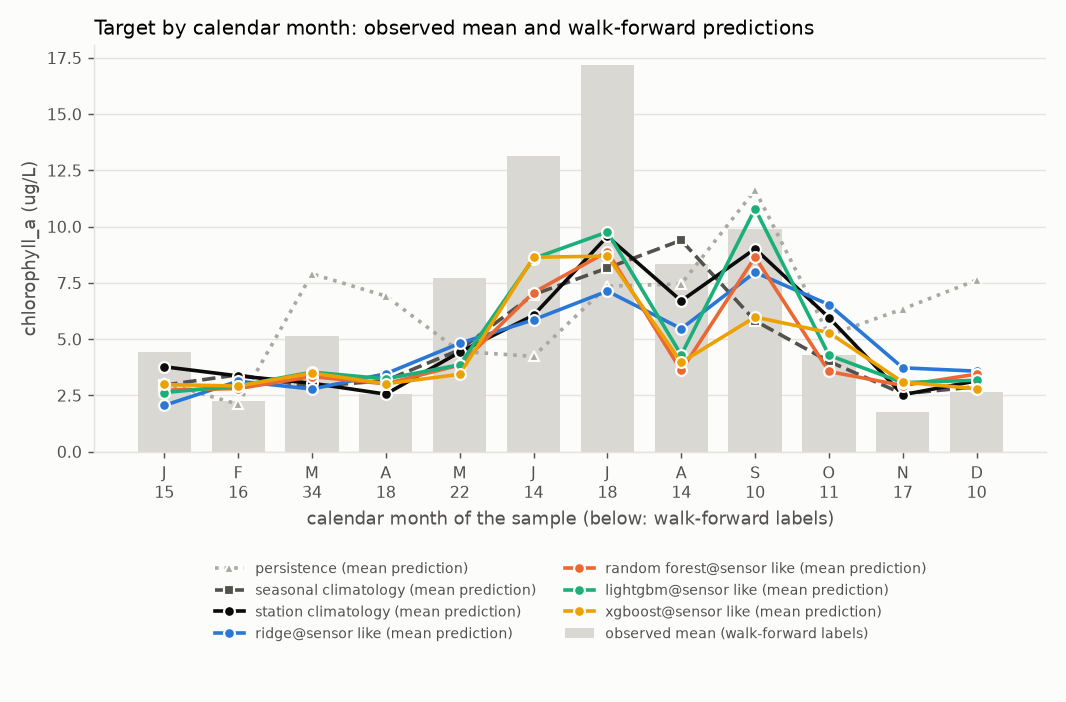 Target by calendar month: observed mean and walk-forward predictions
chlorophyll_a (ug/L)
17.5
15.0
12.5
10.0
7.5
5.0
2.5
0.0
J F M A M J J A S O N D
15 16 34 18 22 14 18 14 10 11 17 10
calendar month of the sample (below: walk-forward labels)
persistence (mean prediction)
seasonal climatology (mean prediction)
station climatology (mean prediction)
ridge@sensor like (mean prediction)
random forest@sensor like (mean prediction)
lightgbm@sensor like (mean prediction)
xgboost@sensor like (mean prediction)
observed mean (walk-forward labels)